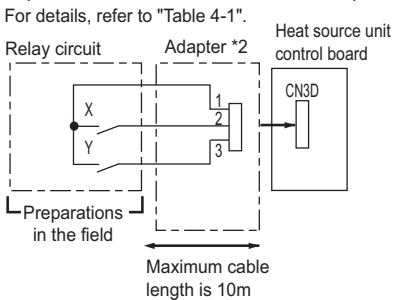 For details, refer to "Table 4-1".
Heat source unit
control board
Relay circuit
Adapter *2
CN3D
X
Y
1
2
3
Preparations
in the field
Maximum cable
length is 10m